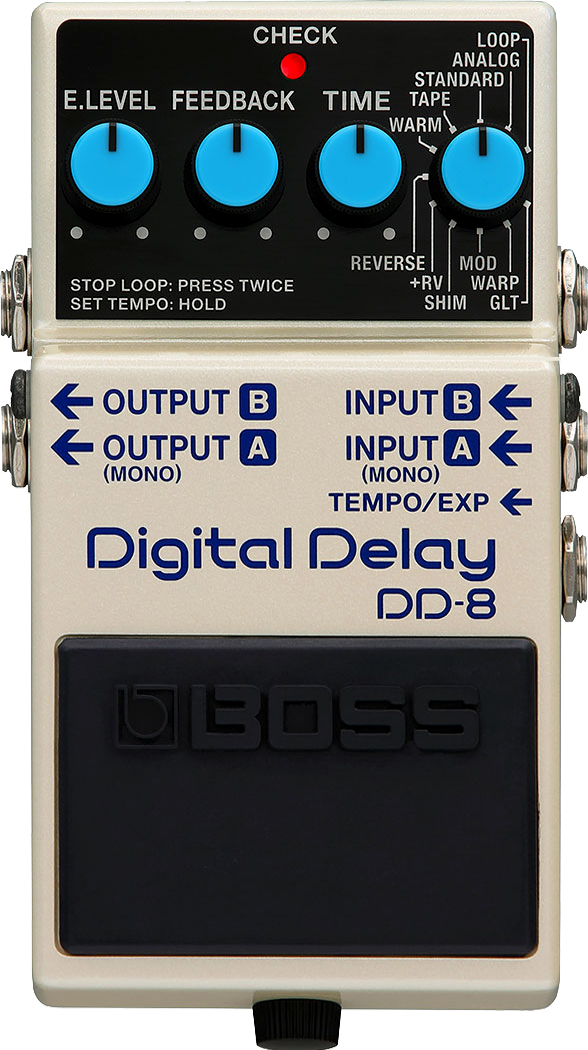 CHECK
E.LEVEL FEEDBACK TIME
LOOP
ANALOG
STANDARD
TAPE
WARM
REVERSE
+RV
SHIM
MOD
WARP
GLT
STOP LOOP: PRESS TWICE
SET TEMPO: HOLD
OUTPUT B
OUTPUT A
(MONO)
INPUT B
INPUT A
(MONO)
TEMPO/EXP
Digital Delay
DD-8
BOSS